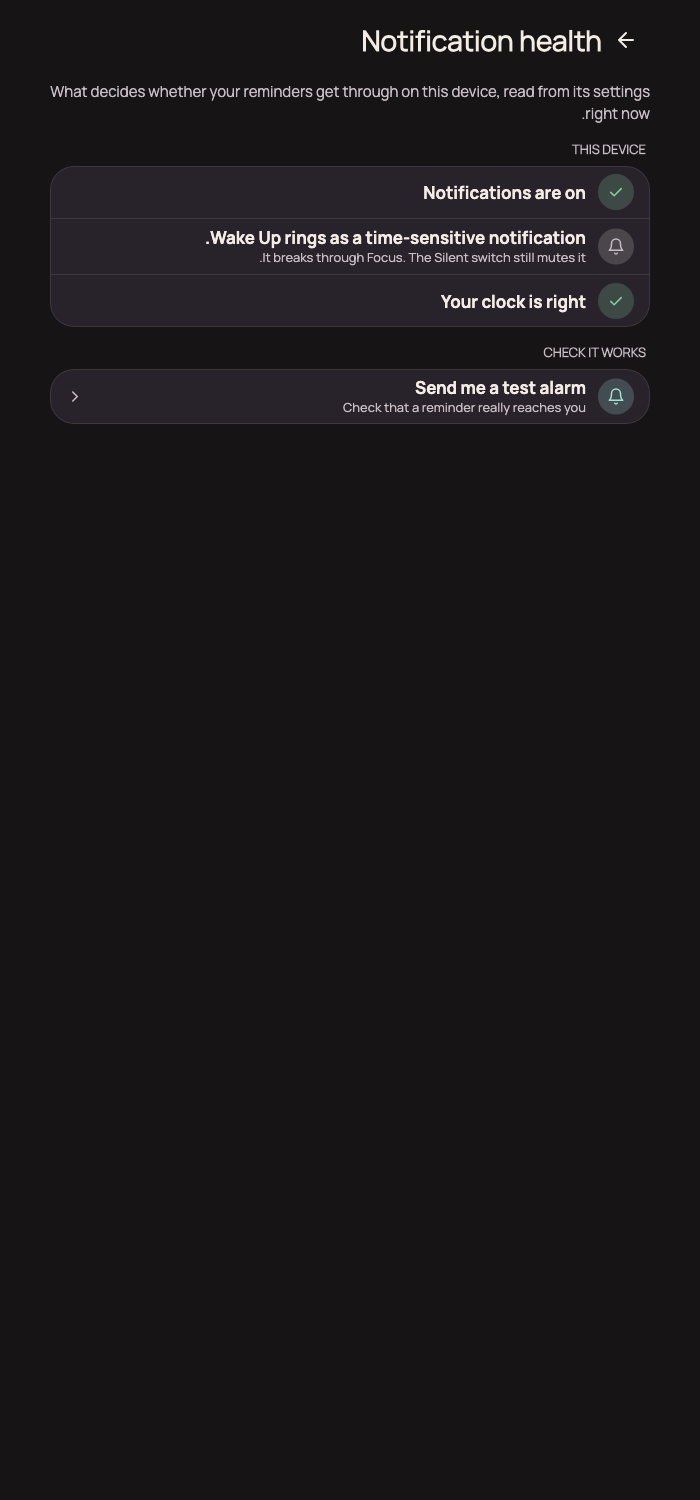 Notification health
What decides whether your reminders get through on this device, read from its settings
.right now
THIS DEVICE
Notifications are on
.Wake Up rings as a time-sensitive notification
.It breaks through Focus. The Silent switch still mutes it
Your clock is right
CHECK IT WORKS
Send me a test alarm
Check that a reminder really reaches you